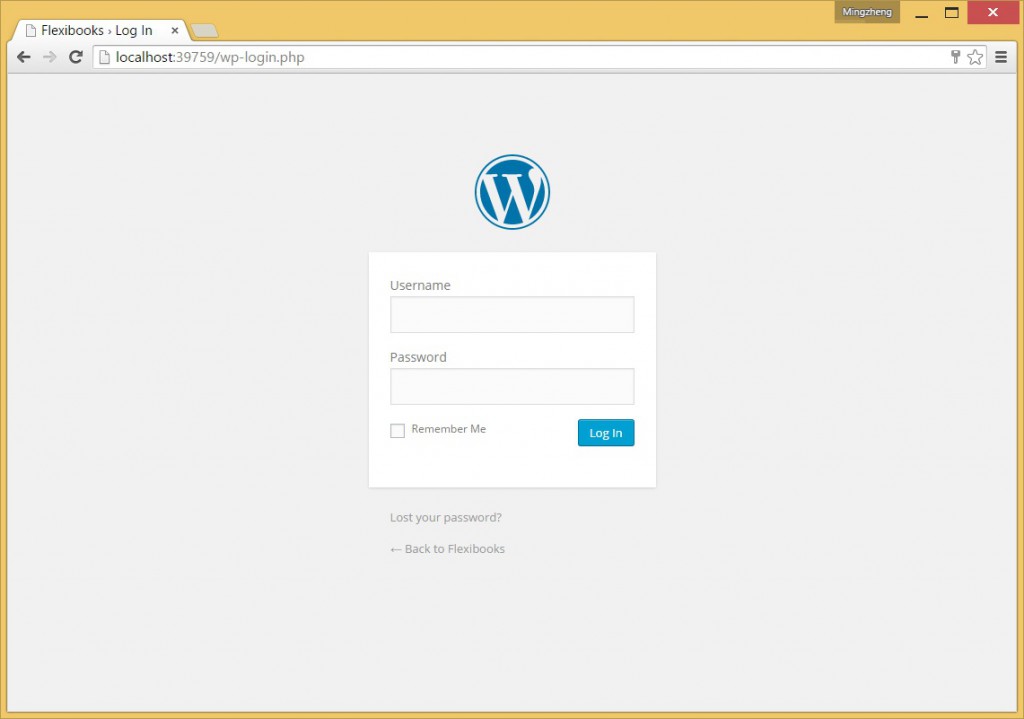 Mingzheng
Flexibooks › Log In
localhost:39759/wp-login.php
W
Username
Password
Remember Me
Log In
Lost your password?
← Back to Flexibooks